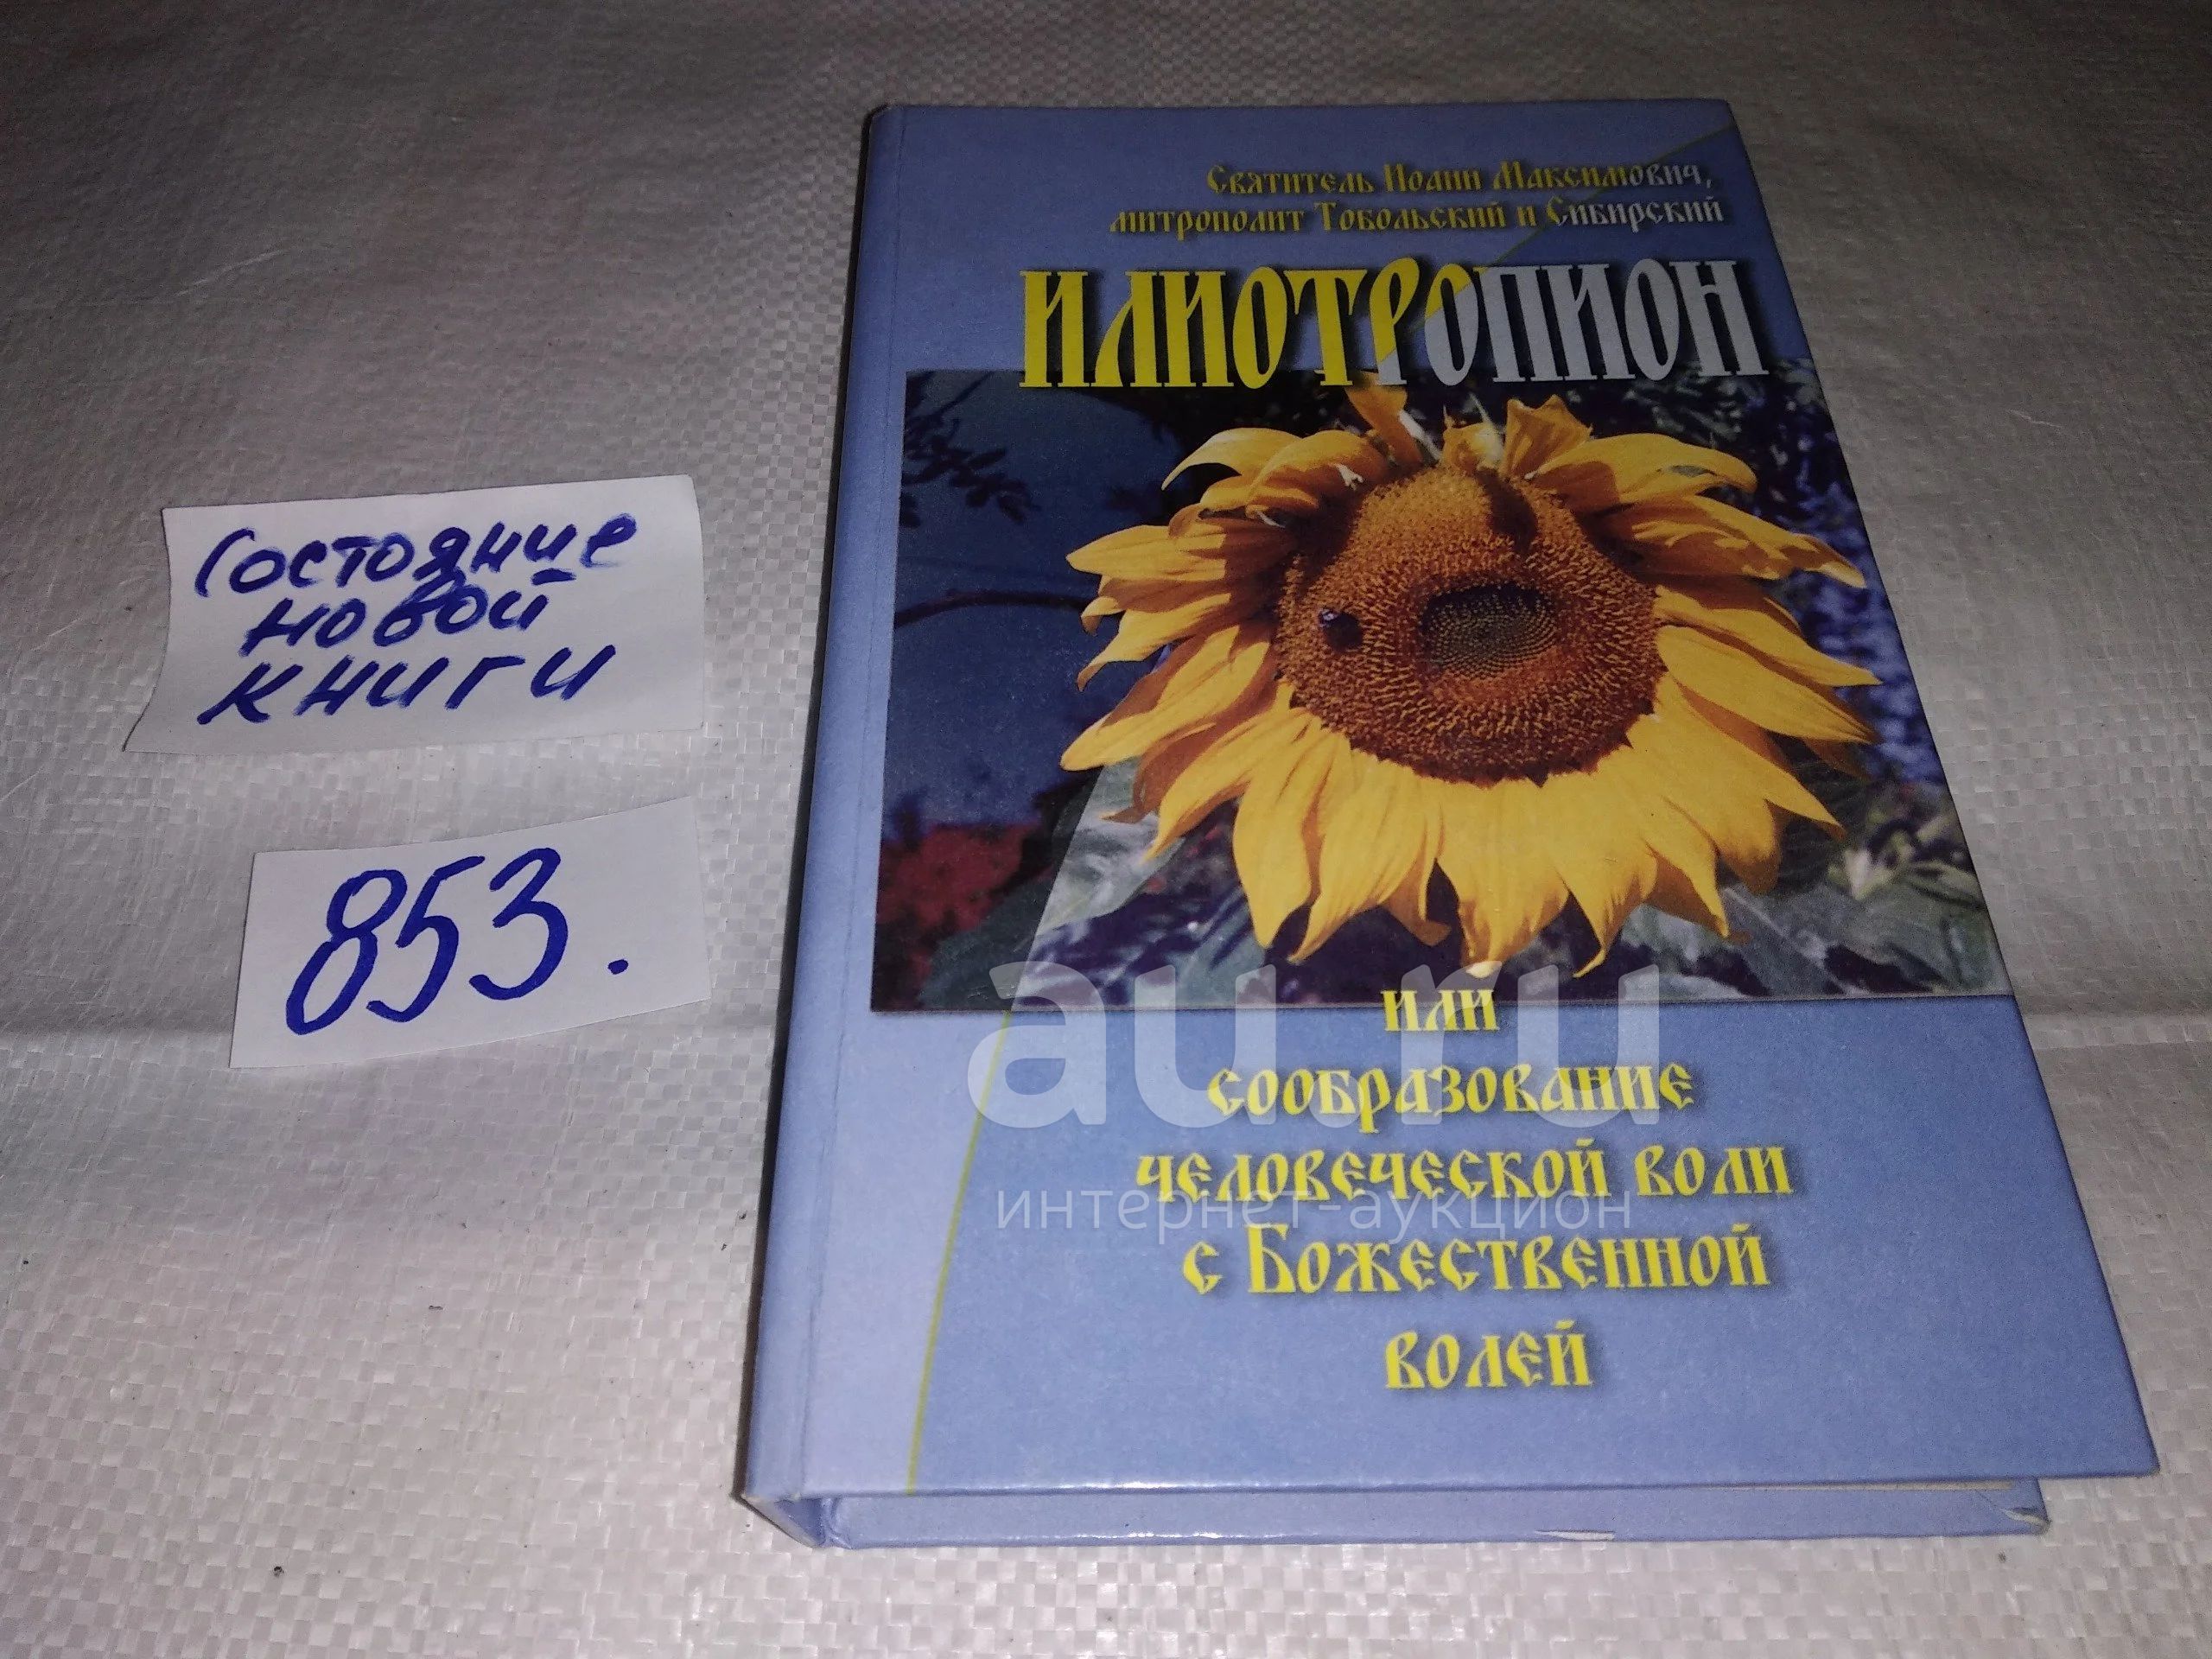 Святитель Иоанн Максимович,
митрополит Тобольский и Сибирский
ИЛИОТРОПИОН
или
сообразование
человеческой воли
с Божественной
волей
Состояние
новой
книги
853.
au.ru
интернет-аукцион